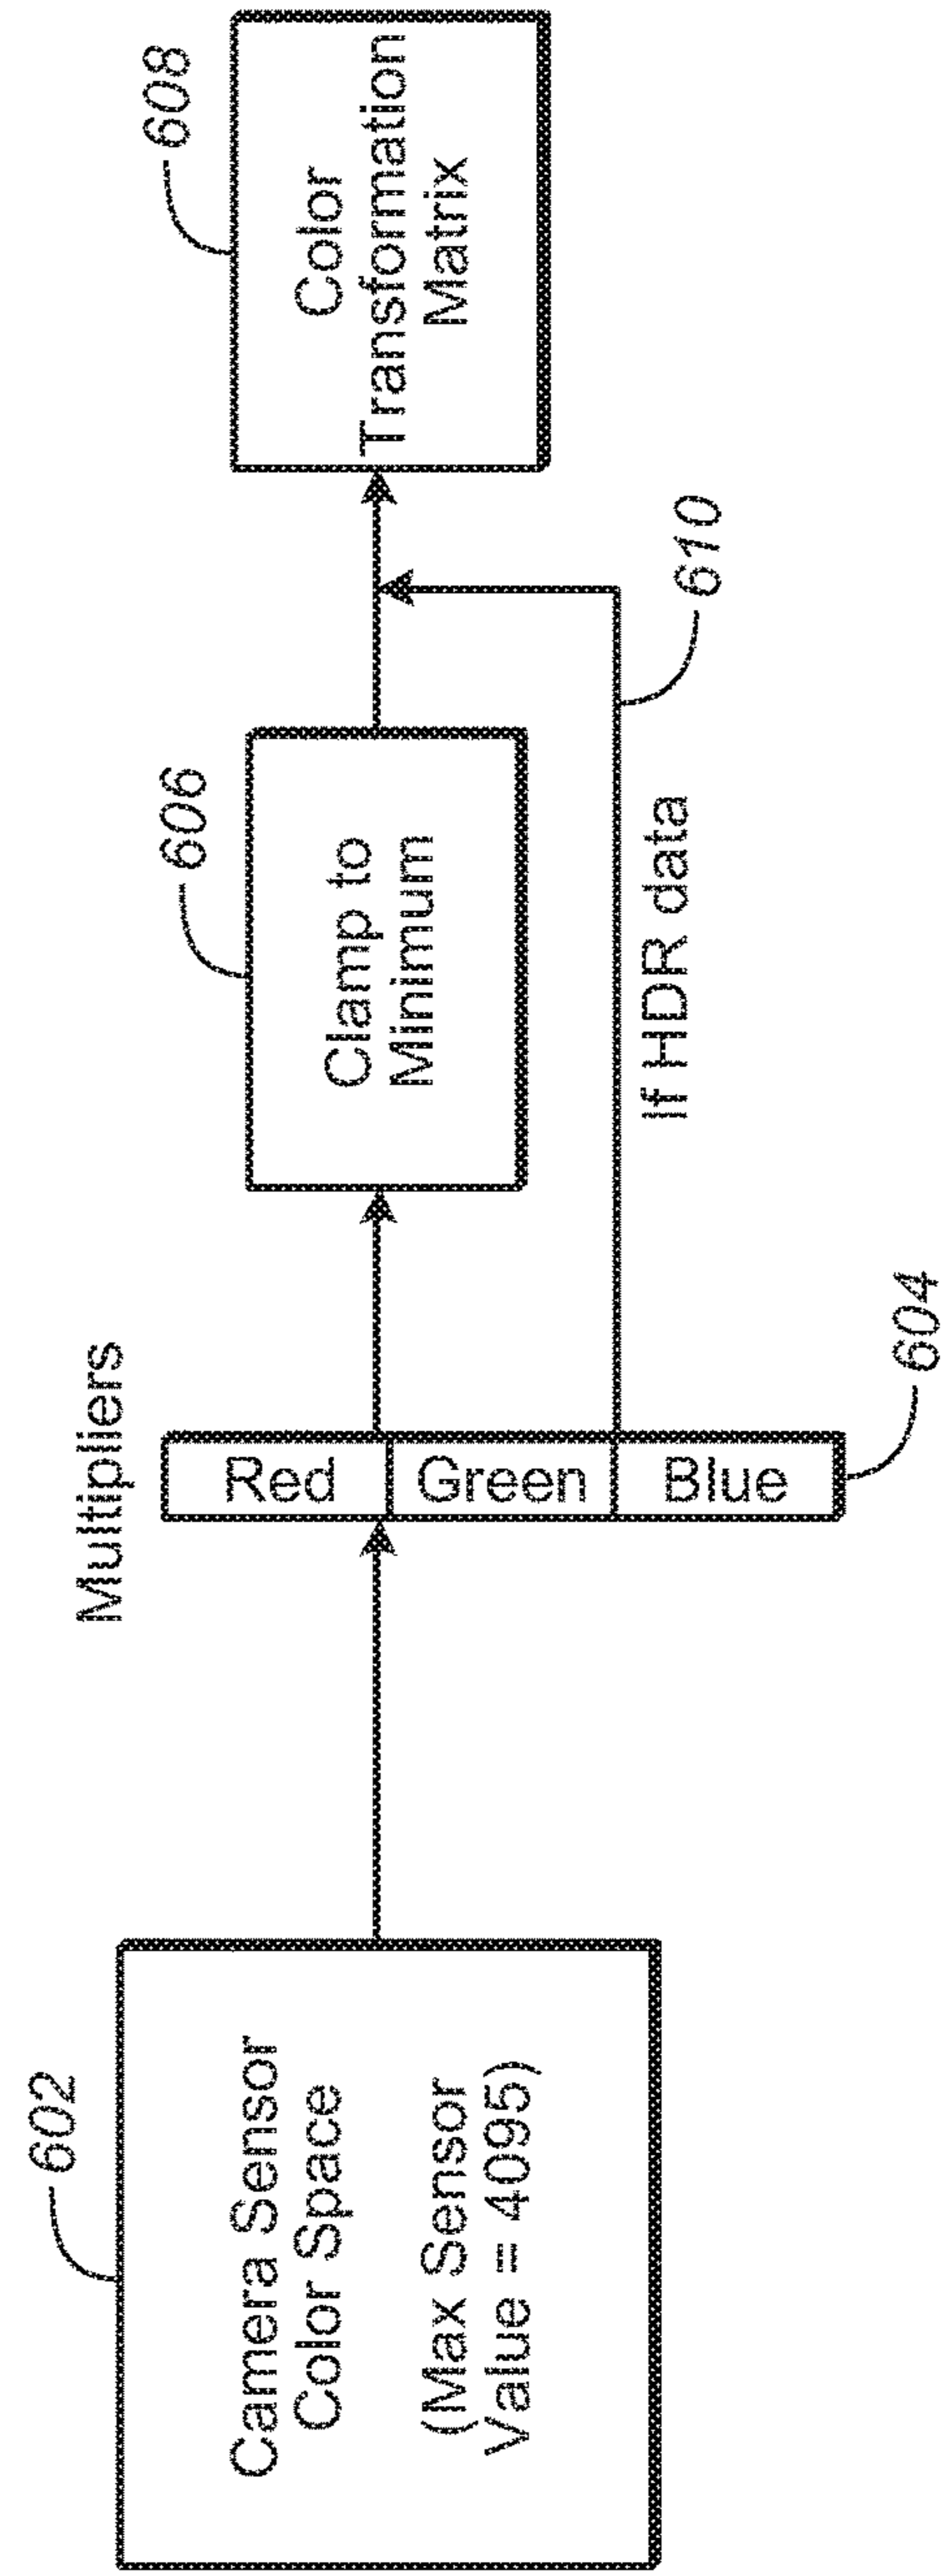 602
Camera Sensor
Color Space
(Max Sensor
Value = 4095)
Multipliers
Red
Green
Blue
604
606
Clamp to
Minimum
If HDR data
610
608
Color
Transformation
Matrix